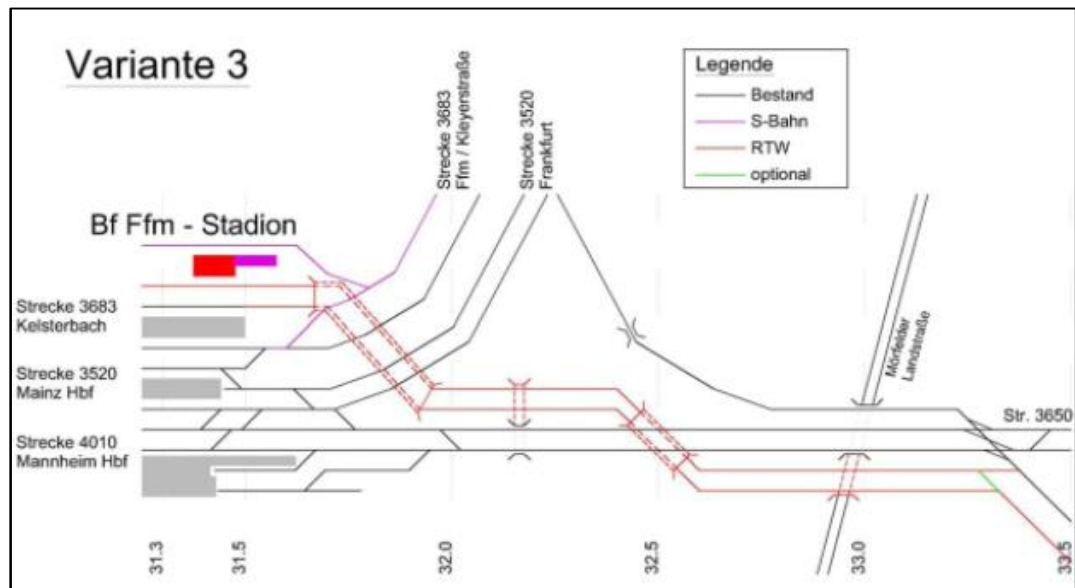 Variante 3
Strecke 3683
Ffm / Kleyerstraße
Strecke 3520
Frankfurt
Legende
Bestand
S-Bahn
RTW
optional
Bf Ffm - Stadion
Strecke 3683
Kelsterbach
Strecke 3520
Mainz Hbf
Strecke 4010
Mannheim Hbf
Mörfelder
Landstraße
Str. 3650
31.3
31.5
32.0
32.5
33.0
33.5